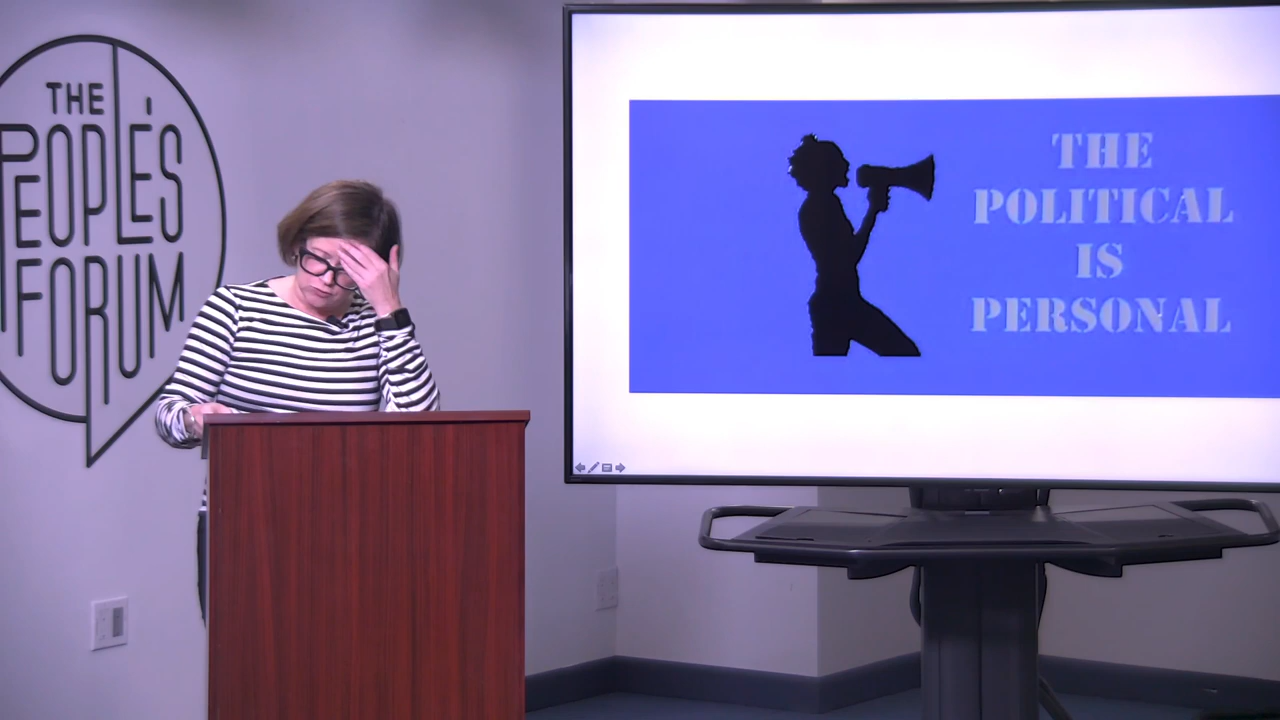 THE
PEOPLE'S
FORUM
THE
POLITICAL
IS
PERSONAL